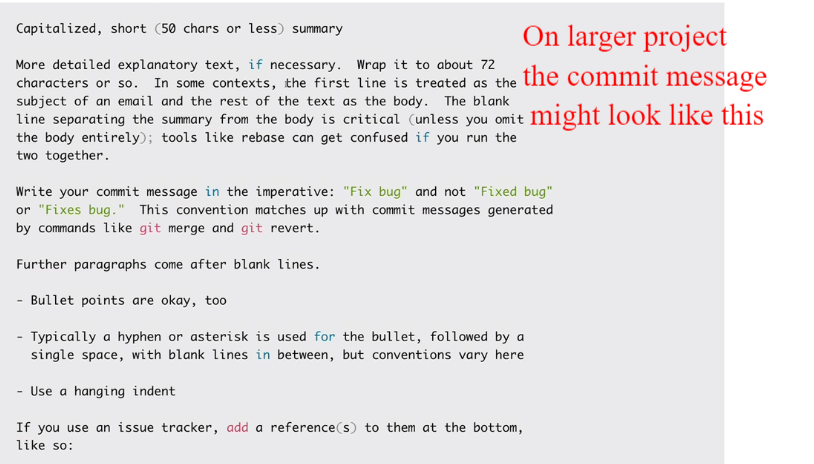 Capitalized, short (50 chars or less) summary
On larger project
the commit message
might look like this
More detailed explanatory text, if necessary. Wrap it to about 72
characters or so. In some contexts, the first line is treated as the
subject of an email and the rest of the text as the body. The blank
line separating the summary from the body is critical (unless you omit
the body entirely); tools like rebase can get confused if you run the
two together.
Write your commit message in the imperative: "Fix bug" and not "Fixed bug"
or "Fixes bug." This convention matches up with commit messages generated
by commands like git merge and git revert.
Further paragraphs come after blank lines.
- Bullet points are okay, too
- Typically a hyphen or asterisk is used for the bullet, followed by a
single space, with blank lines in between, but conventions vary here
- Use a hanging indent
If you use an issue tracker, add a reference(s) to them at the bottom,
like so: